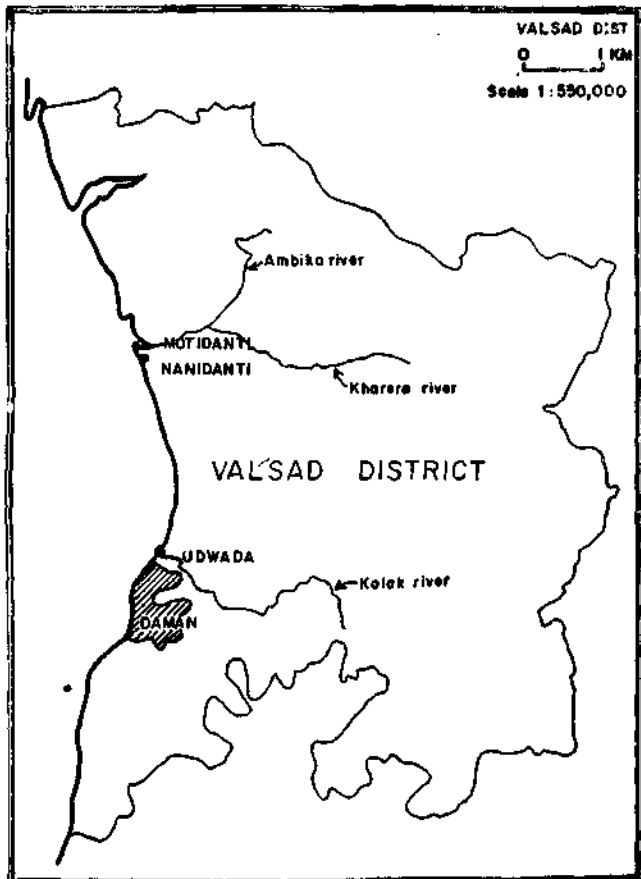 VALSAD DIST
0 1 KM
Scale 1:550,000
Ambika river
MOTIDANTI
NANIDANTI
Kharera river
VALSAD DISTRICT
UDWADA
Kolak river
DAMAN